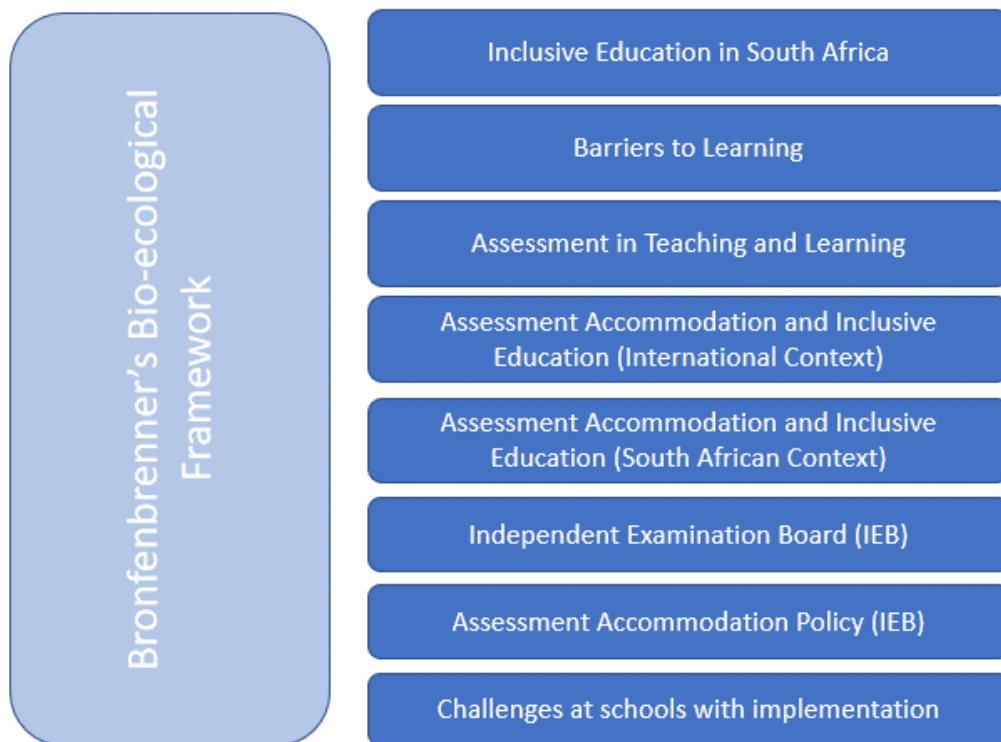 Bronfenbrenner's Bio-ecological
Framework
Inclusive Education in South Africa
Barriers to Learning
Assessment in Teaching and Learning
Assessment Accommodation and Inclusive
Education (International Context)
Assessment Accommodation and Inclusive
Education (South African Context)
Independent Examination Board (IEB)
Assessment Accommodation Policy (IEB)
Challenges at schools with implementation